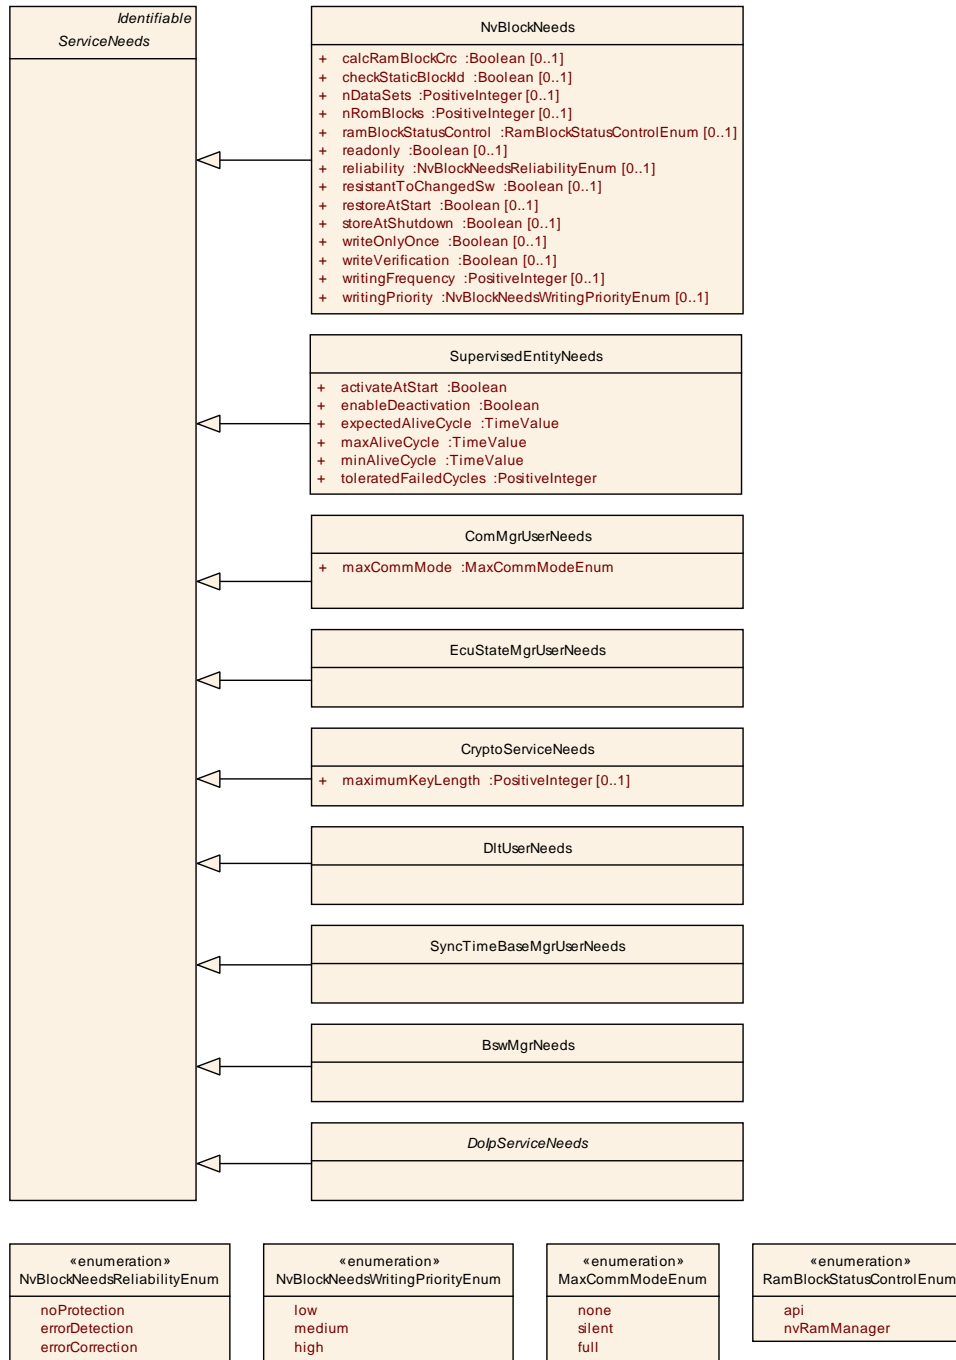 Identifiable
ServiceNeeds
NvBlockNeeds
+ calcRamBlockCrc :Boolean [0..1]
+ checkStaticBlockId :Boolean [0..1]
+ nDataSets :PositiveInteger [0..1]
+ nRomBlocks :PositiveInteger [0..1]
+ ramBlockStatusControl :RamBlockStatusControlEnum [0..1]
+ readonly :Boolean [0..1]
+ reliability :NvBlockNeedsReliabilityEnum [0..1]
+ resistantToChangedSw :Boolean [0..1]
+ restoreAtStart :Boolean [0..1]
+ storeAtShutdown :Boolean [0..1]
+ writeOnlyOnce :Boolean [0..1]
+ writeVerification :Boolean [0..1]
+ writingFrequency :PositiveInteger [0..1]
+ writingPriority :NvBlockNeedsWritingPriorityEnum [0..1]
SupervisedEntityNeeds
+ activateAtStart :Boolean
+ enableDeactivation :Boolean
+ expectedAliveCycle :TimeValue
+ maxAliveCycle :TimeValue
+ minAliveCycle :TimeValue
+ toleratedFailedCycles :PositiveInteger
ComMgrUserNeeds
+ maxCommMode :MaxCommModeEnum
EcuStateMgrUserNeeds
CryptoServiceNeeds
+ maximumKeyLength :PositiveInteger [0..1]
DltUserNeeds
SyncTimeBaseMgrUserNeeds
BswMgrNeeds
DoIpServiceNeeds
«enumeration»
NvBlockNeedsReliabilityEnum
noProtection
errorDetection
errorCorrection
«enumeration»
NvBlockNeedsWritingPriorityEnum
low
medium
high
«enumeration»
MaxCommModeEnum
none
silent
full
«enumeration»
RamBlockStatusControlEnum
api
nvRamManager